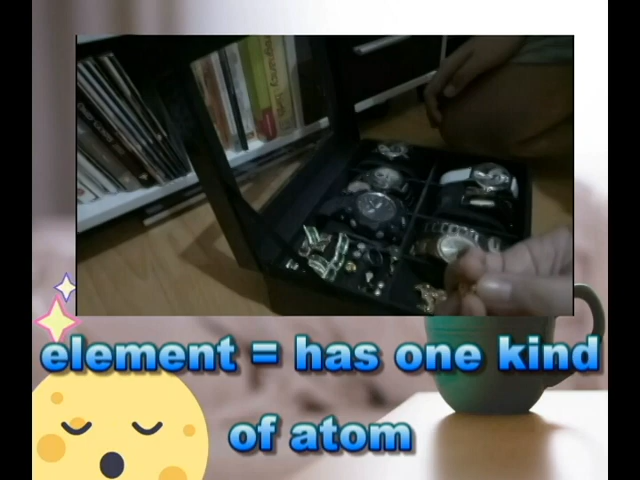 element = has one kind
of atom